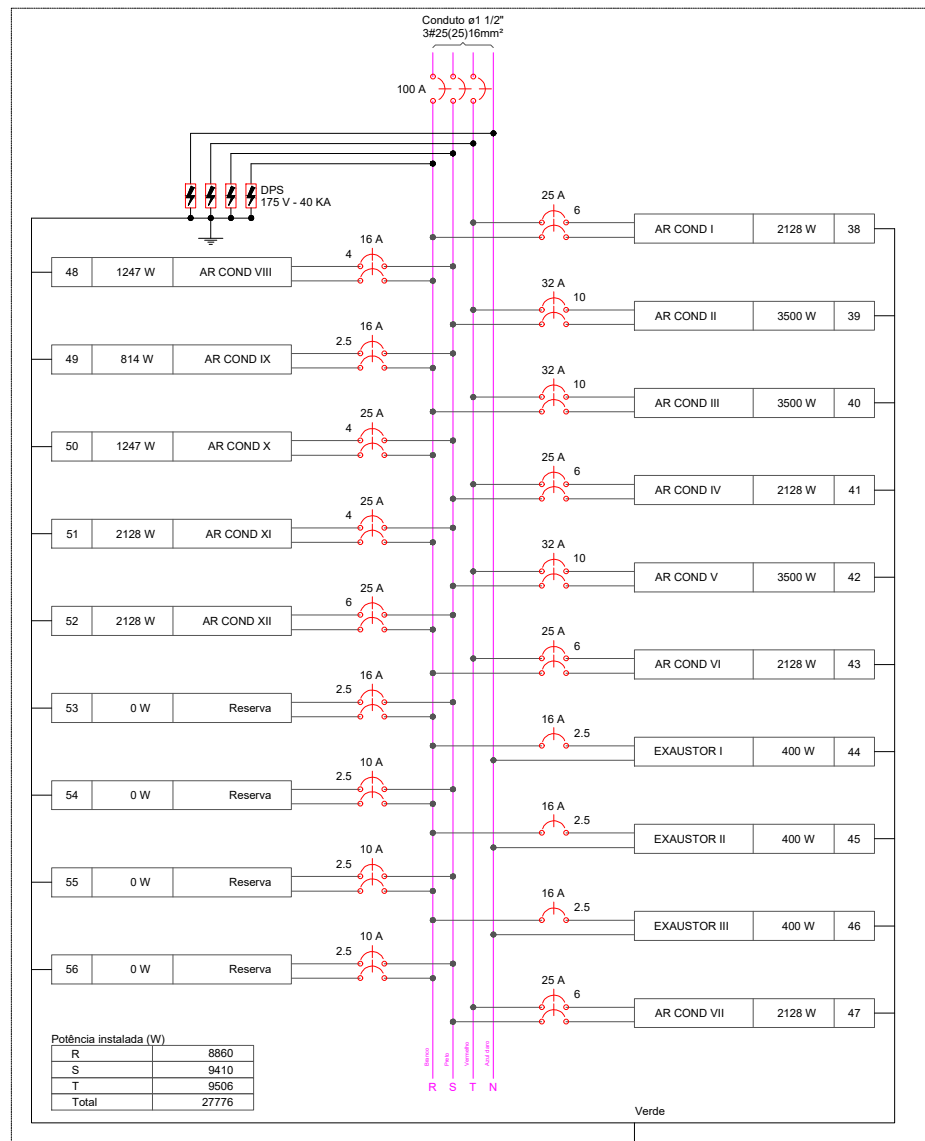 Conduto ø1 1/2"
3#25(25)16mm²
100 A
DPS
175 V - 40 KA
25 A
6
AR COND I 2128 W 38
16 A
4
48 1247 W AR COND VIII
32 A
10
AR COND II 3500 W 39
16 A
2.5
49 814 W AR COND IX
32 A
10
AR COND III 3500 W 40
25 A
4
50 1247 W AR COND X
25 A
6
AR COND IV 2128 W 41
25 A
4
51 2128 W AR COND XI
32 A
10
AR COND V 3500 W 42
25 A
6
52 2128 W AR COND XII
25 A
6
AR COND VI 2128 W 43
16 A
2.5
53 0 W Reserva
16 A
2.5
EXAUSTOR I 400 W 44
10 A
2.5
54 0 W Reserva
16 A
2.5
EXAUSTOR II 400 W 45
10 A
2.5
55 0 W Reserva
16 A
2.5
EXAUSTOR III 400 W 46
10 A
2.5
56 0 W Reserva
25 A
6
AR COND VII 2128 W 47
Potência instalada (W)
R 8860
S 9410
T 9506
Total 27776
Branco
Preto
Vermelho
Azul claro
R S T N
Verde